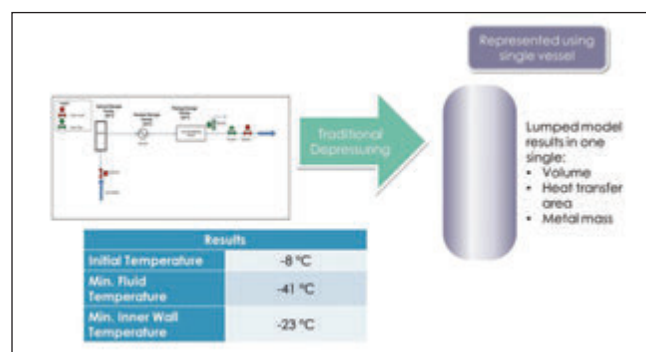 Represented using
single vessel
Traditional
Depressuring
Lumped model
results in one
single:
• Volume
• Heat transfer
area
• Metal mass
Results
Initial Temperature -8 °C
Min. Fluid
Temperature -41 °C
Min. Inner Wall
Temperature -23 °C